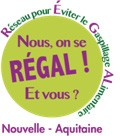 Réseau pour Éviter le Gaspillage ALimentaire
Nous, on se
RÉGAL !
Et vous ?
Nouvelle - Aquitaine